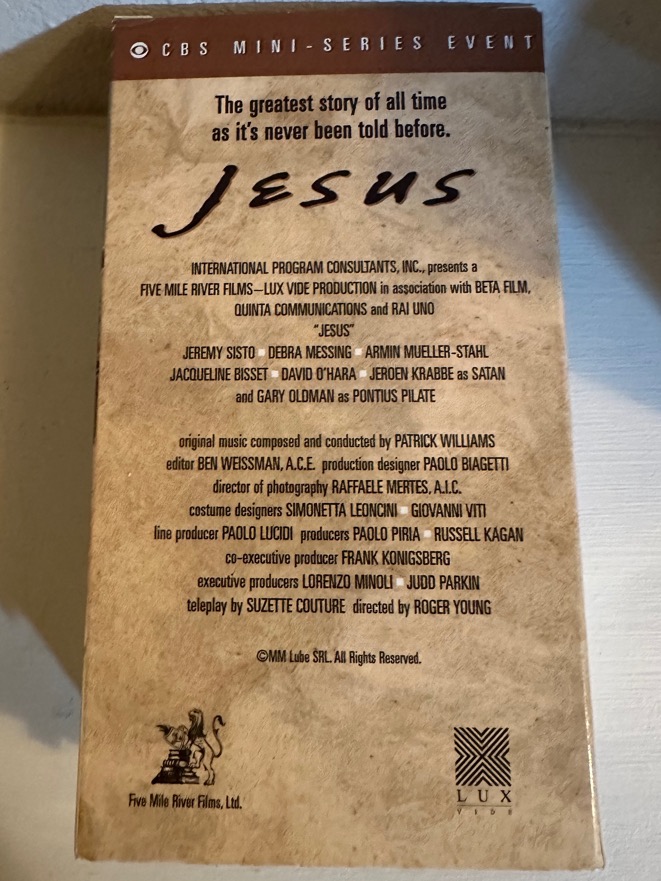 CBS MINI-SERIES EVENT
The greatest story of all time
as it's never been told before.
JESUS
INTERNATIONAL PROGRAM CONSULTANTS, INC., presents a
FIVE MILE RIVER FILMS—LUX VIDE PRODUCTION in association with BETA FILM,
QUINTA COMMUNICATIONS and RAI UNO
"JESUS"
JEREMY SISTO ▪ DEBRA MESSING ▪ ARMIN MUELLER-STAHL
JACQUELINE BISSET ▪ DAVID O'HARA ▪ JEROEN KRABBE as SATAN
and GARY OLDMAN as PONTIUS PILATE
original music composed and conducted by PATRICK WILLIAMS
editor BEN WEISSMAN, A.C.E. production designer PAOLO BIAGETTI
director of photography RAFFAELE MERTES, A.I.C.
costume designers SIMONETTA LEONCINI ▪ GIOVANNI VITI
line producer PAOLO LUCIDI producers PAOLO PIRIA ▪ RUSSELL KAGAN
co-executive producer FRANK KONIGSBERG
executive producers LORENZO MINOLI ▪ JUDD PARKIN
teleplay by SUZETTE COUTURE directed by ROGER YOUNG
©MM Lube SRL. All Rights Reserved.
Five Mile River Films, Ltd.
LUX
VIDE